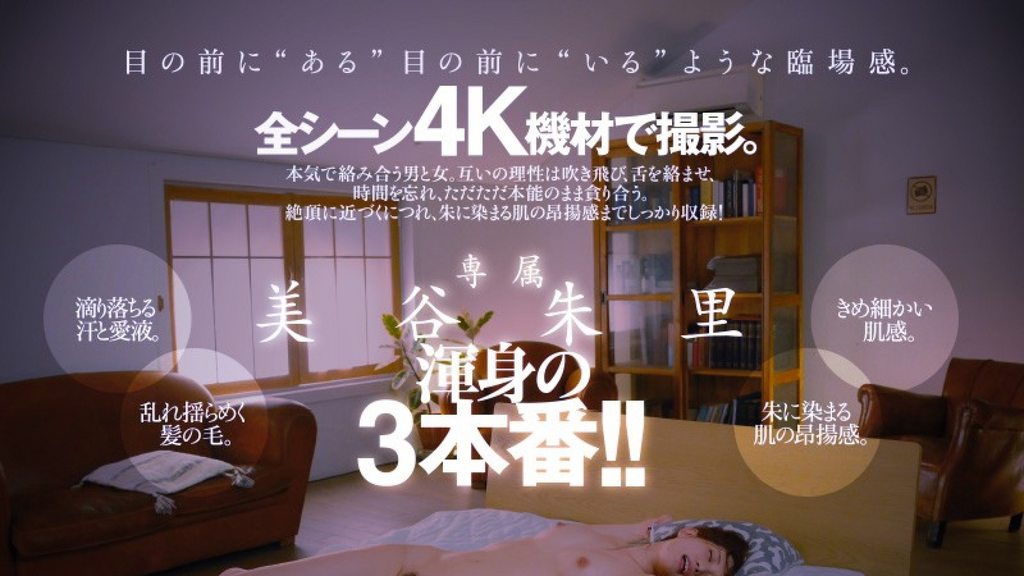 目の前に“ある”目の前に“いる”ような臨場感。
全シーン4K機材で撮影。
本気で絡み合う男と女。互いの理性は吹き飛び、舌を絡ませ、
時間を忘れ、ただただ本能のまま貪り合う。
絶頂に近づくにつれ、朱に染まる肌の昂揚感までしっかり収録!
専属
美谷朱里
渾身の
3本番!!
滴り落ちる
汗と愛液。
乱れ揺らめく
髪の毛。
きめ細かい
肌感。
朱に染まる
肌の昂揚感。